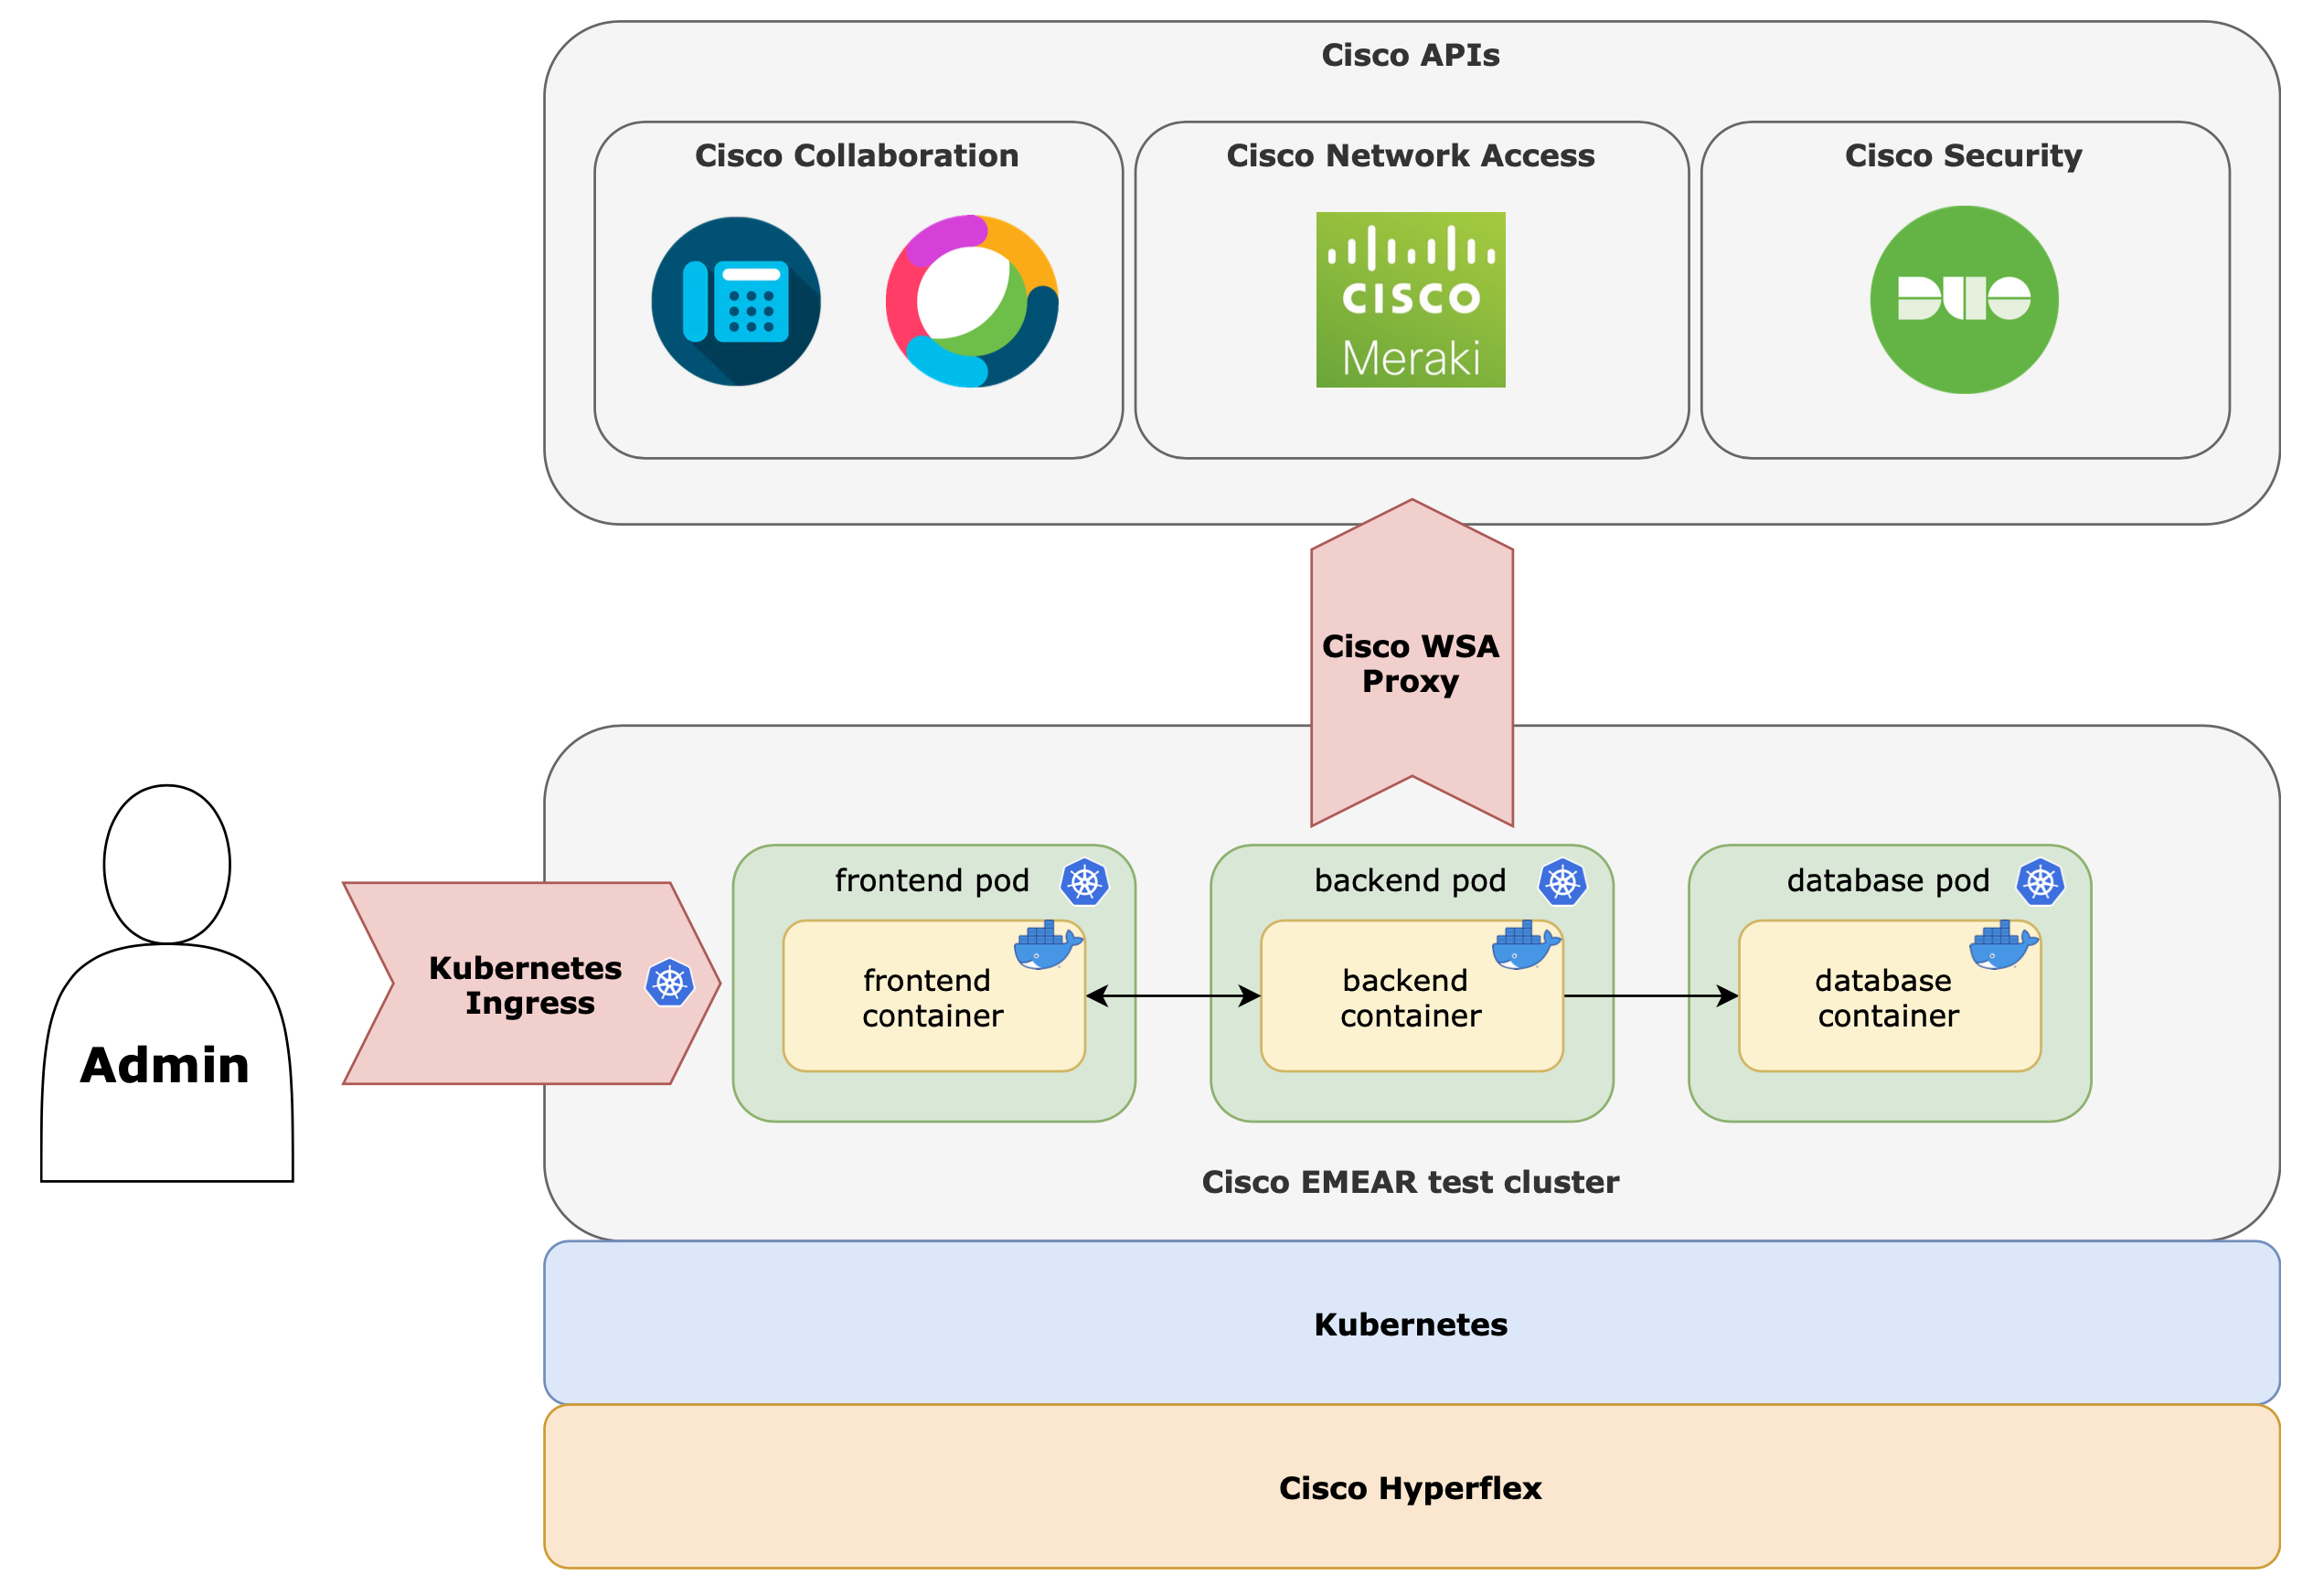 Cisco APIs
Cisco Collaboration
Cisco Network Access
Cisco Security
CISCO
Meraki
DUO
Cisco WSA
Proxy
Admin
Kubernetes
Ingress
frontend pod
backend pod
database pod
frontend
container
backend
container
database
container
Cisco EMEAR test cluster
Kubernetes
Cisco Hyperflex